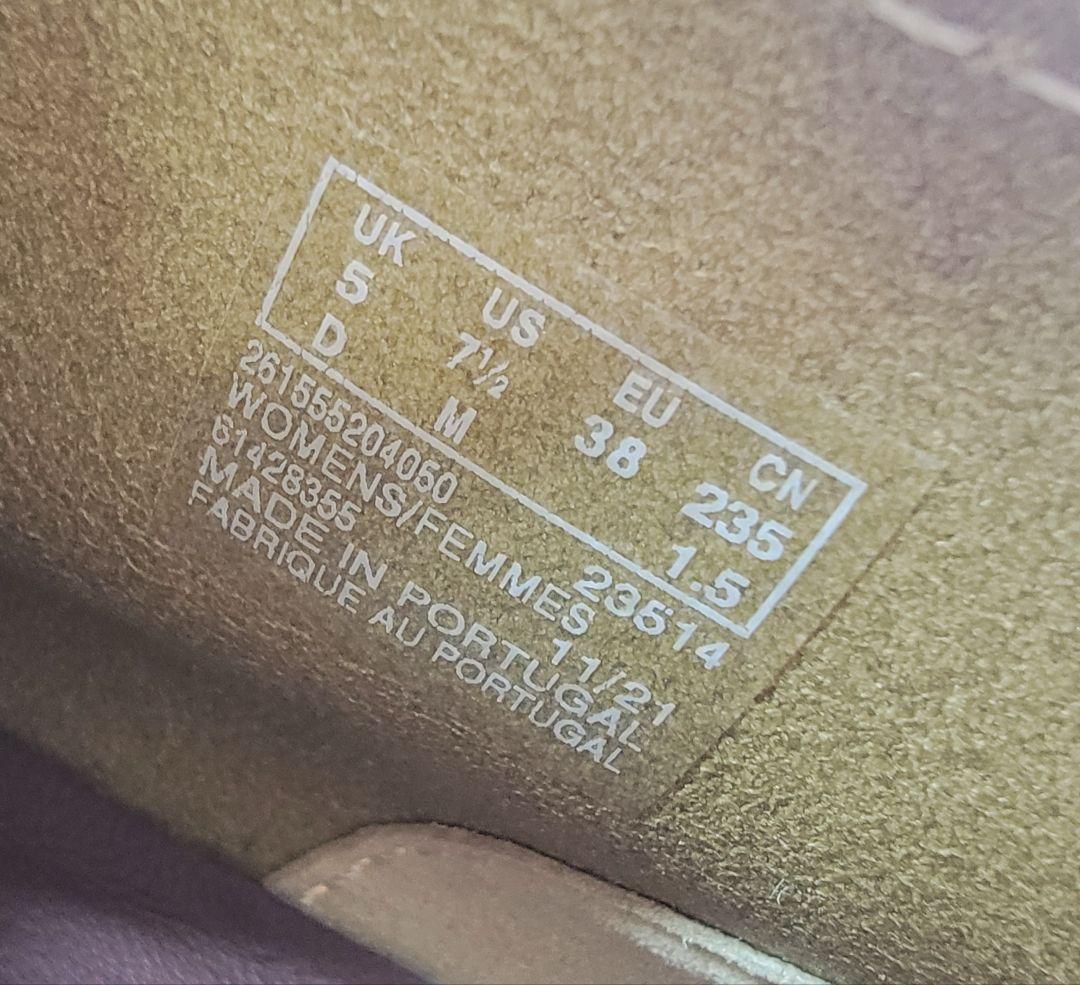 UK US EU CN
5 7½ 38 235
D M 1.5
261555204050 23514
WOMENS/FEMMES
61428355 11/21
MADE IN PORTUGAL
FABRIQUE AU PORTUGAL